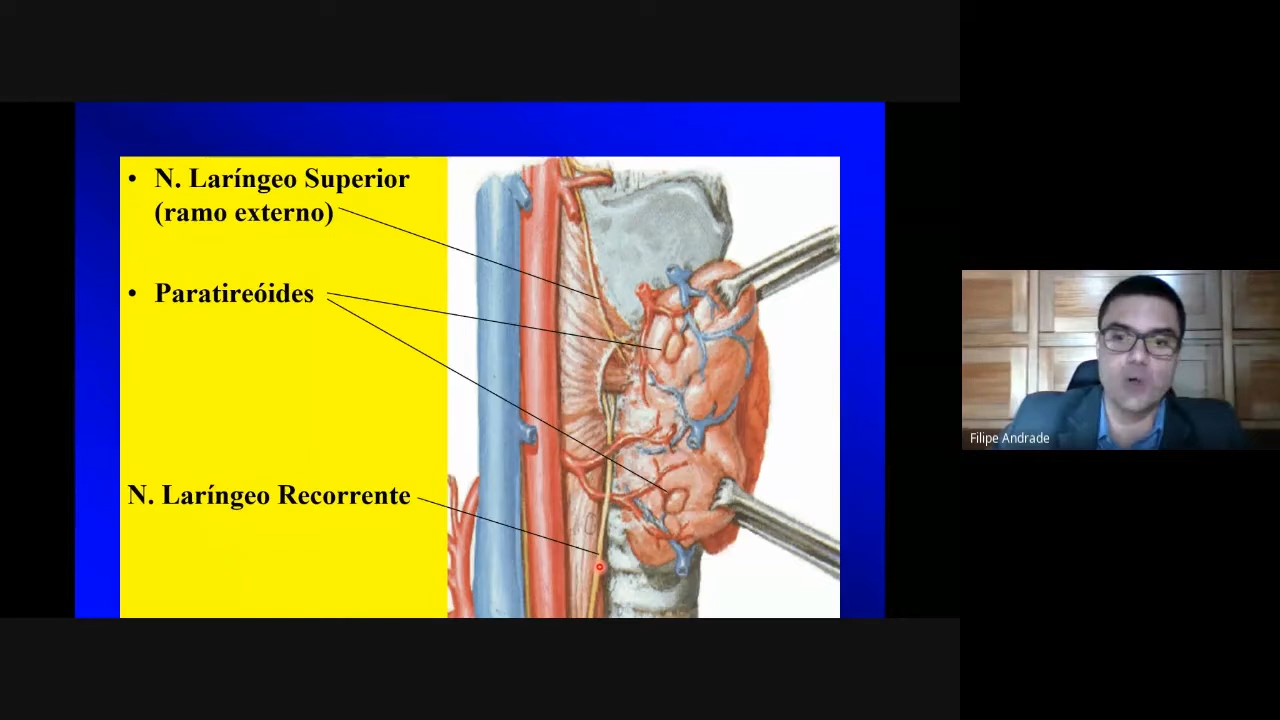 • N. Laríngeo Superior
(ramo externo)
• Paratireóides
N. Laríngeo Recorrente
Filipe Andrade